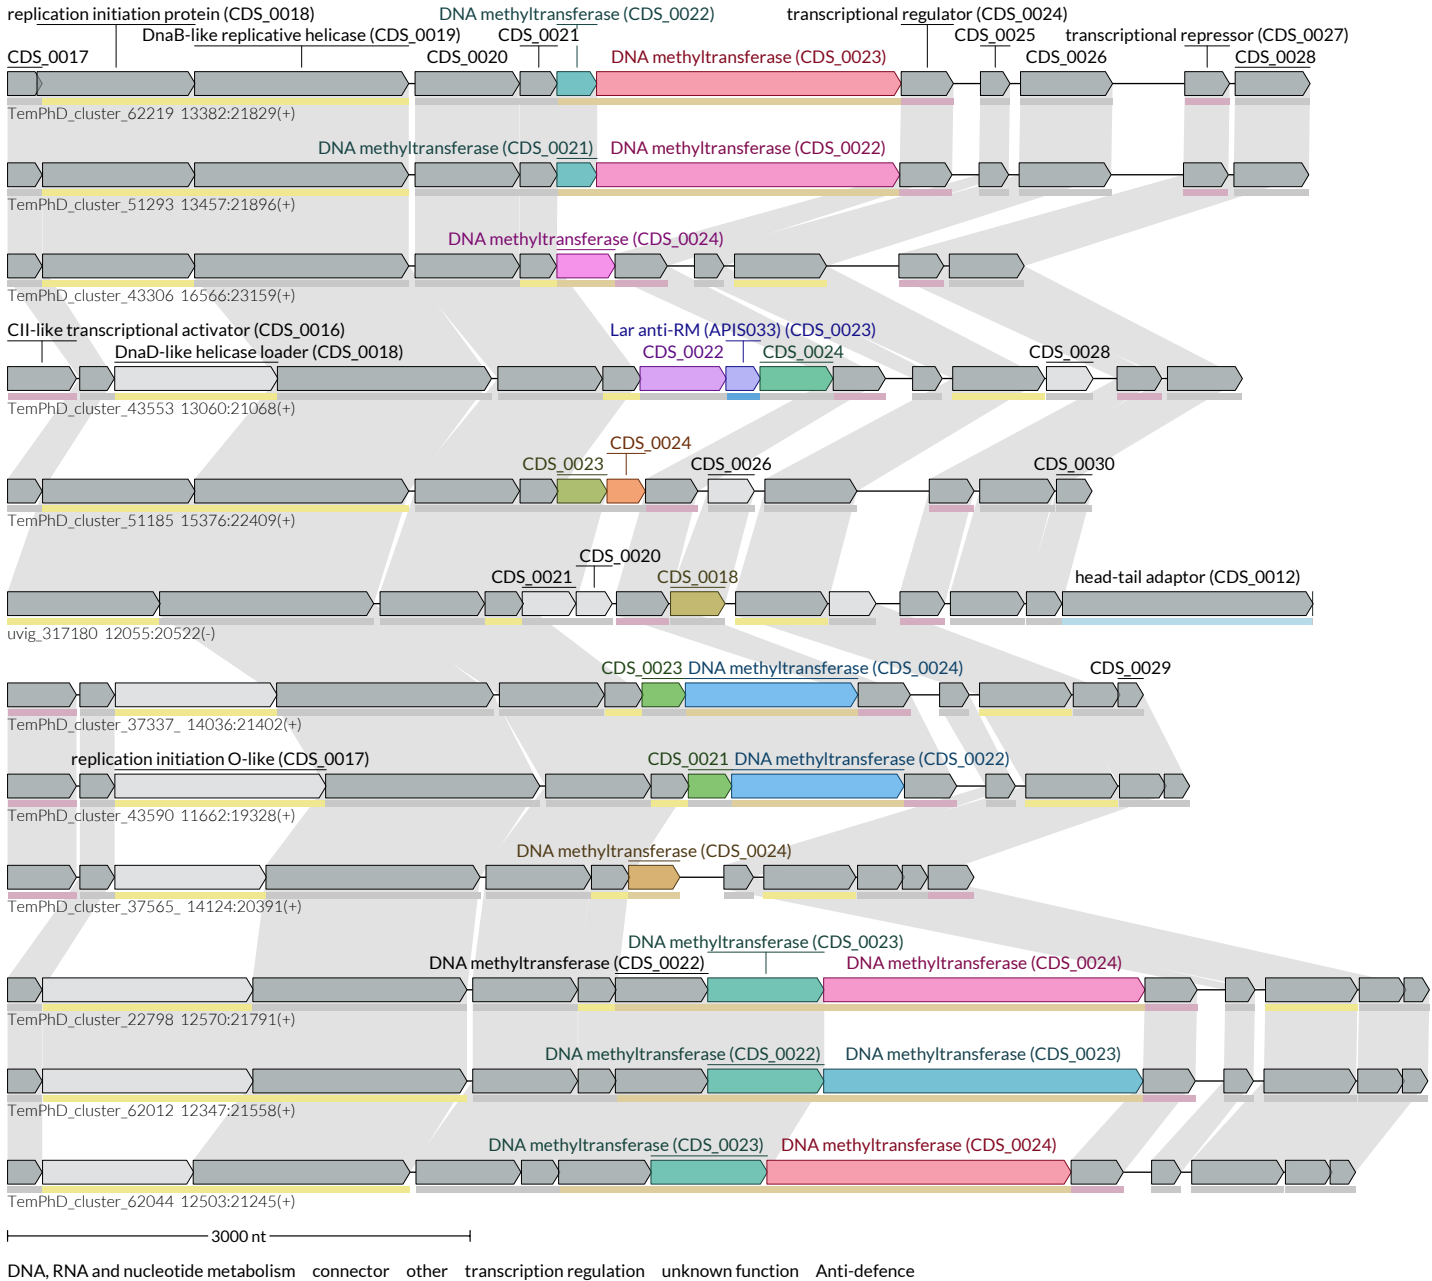 replication initiation protein (CDS_0018) DNA methyltransferase (CDS_0022) transcriptional regulator (CDS_0024)
DnaB-like replicative helicase (CDS_0019) CDS_0021 CDS_0025 transcriptional repressor (CDS_0027)
CDS_0017 CDS_0020 DNA methyltransferase (CDS_0023) CDS_0026 CDS_0028
TemPhD_cluster_62219 13382:21829(+)
DNA methyltransferase (CDS_0021) DNA methyltransferase (CDS_0022)
TemPhD_cluster_51293 13457:21896(+)
DNA methyltransferase (CDS_0024)
TemPhD_cluster_43306 16566:23159(+)
CII-like transcriptional activator (CDS_0016) Lar anti-RM (APIS033) (CDS_0023)
DnaD-like helicase loader (CDS_0018) CDS_0022 CDS_0024 CDS_0028
TemPhD_cluster_43553 13060:21068(+)
CDS_0024
CDS_0023 CDS_0026 CDS_0030
TemPhD_cluster_51185 15376:22409(+)
CDS_0020
CDS_0021 CDS_0018 head-tail adaptor (CDS_0012)
uvig_317180 12055:20522(-)
CDS_0023 DNA methyltransferase (CDS_0024) CDS_0029
TemPhD_cluster_37337_ 14036:21402(+)
replication initiation O-like (CDS_0017) CDS_0021 DNA methyltransferase (CDS_0022)
TemPhD_cluster_43590 11662:19328(+)
DNA methyltransferase (CDS_0024)
TemPhD_cluster_37565_ 14124:20391(+)
DNA methyltransferase (CDS_0023)
DNA methyltransferase (CDS_0022) DNA methyltransferase (CDS_0024)
TemPhD_cluster_22798 12570:21791(+)
DNA methyltransferase (CDS_0022) DNA methyltransferase (CDS_0023)
TemPhD_cluster_62012 12347:21558(+)
DNA methyltransferase (CDS_0023) DNA methyltransferase (CDS_0024)
TemPhD_cluster_62044 12503:21245(+)
3000 nt
DNA, RNA and nucleotide metabolism connector other transcription regulation unknown function Anti-defence